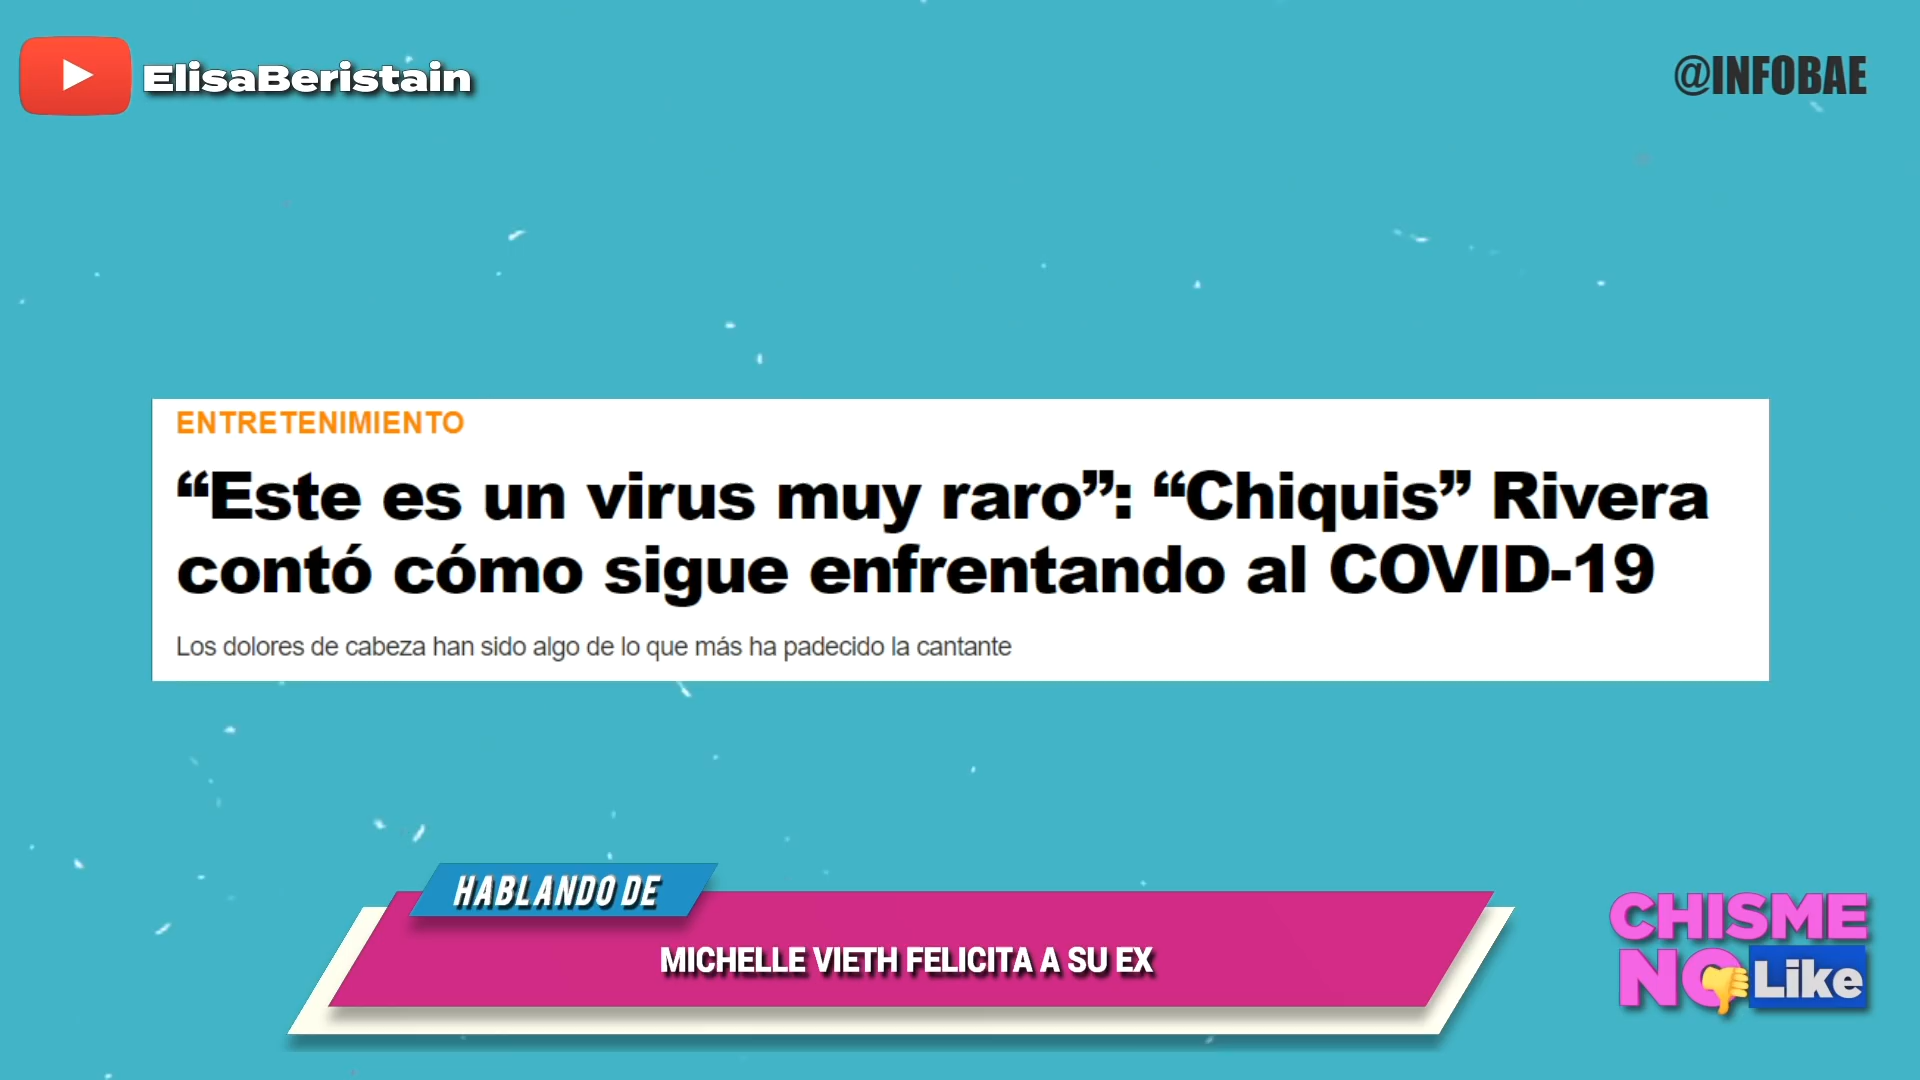 ElisaBeristain
@INFOBAE
ENTRETENIMIENTO
“Este es un virus muy raro”: “Chiquis” Rivera
contó cómo sigue enfrentando al COVID-19
Los dolores de cabeza han sido algo de lo que más ha padecido la cantante
HABLANDO DE
MICHELLE VIETH FELICITA A SU EX
CHISME
NO Like